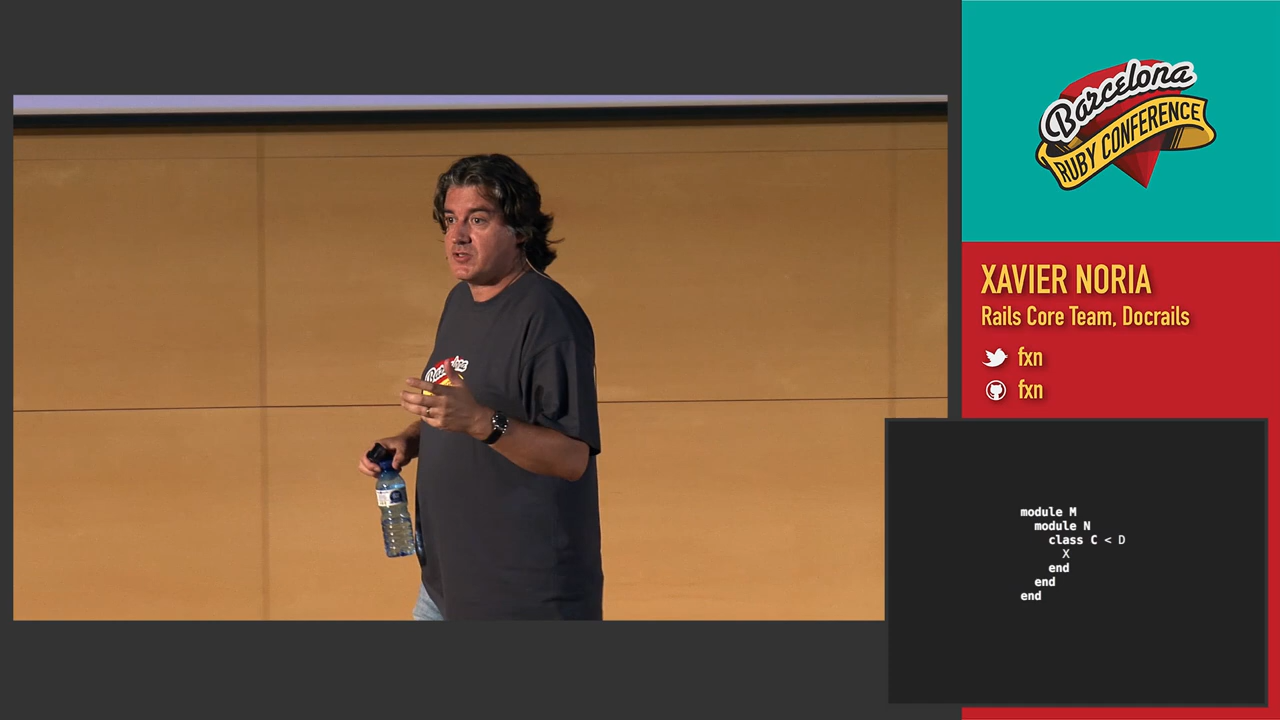 Barcelona
RUBY CONFERENCE
XAVIER NORIA
Rails Core Team, Docrails
fxn
fxn
module M
  module N
    class C < D
      X
    end
  end
end